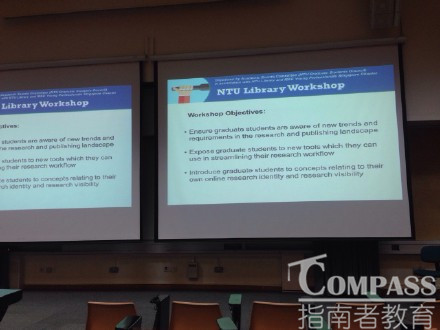 Library Workshop
tives:
students are aware of new trends and
the research and publishing landscape
students to new tools which they can
their research workflow
students to concepts relating to their
identity and research visibility
NTU Library Workshop
Workshop Objectives:
• Ensure graduate students are aware of new trends and
requirements in the research and publishing landscape
• Expose graduate students to new tools which they can
use in streamlining their research workflow
• Introduce graduate students to concepts relating to their
own online research identity and research visibility
COMPASS
指南者教育